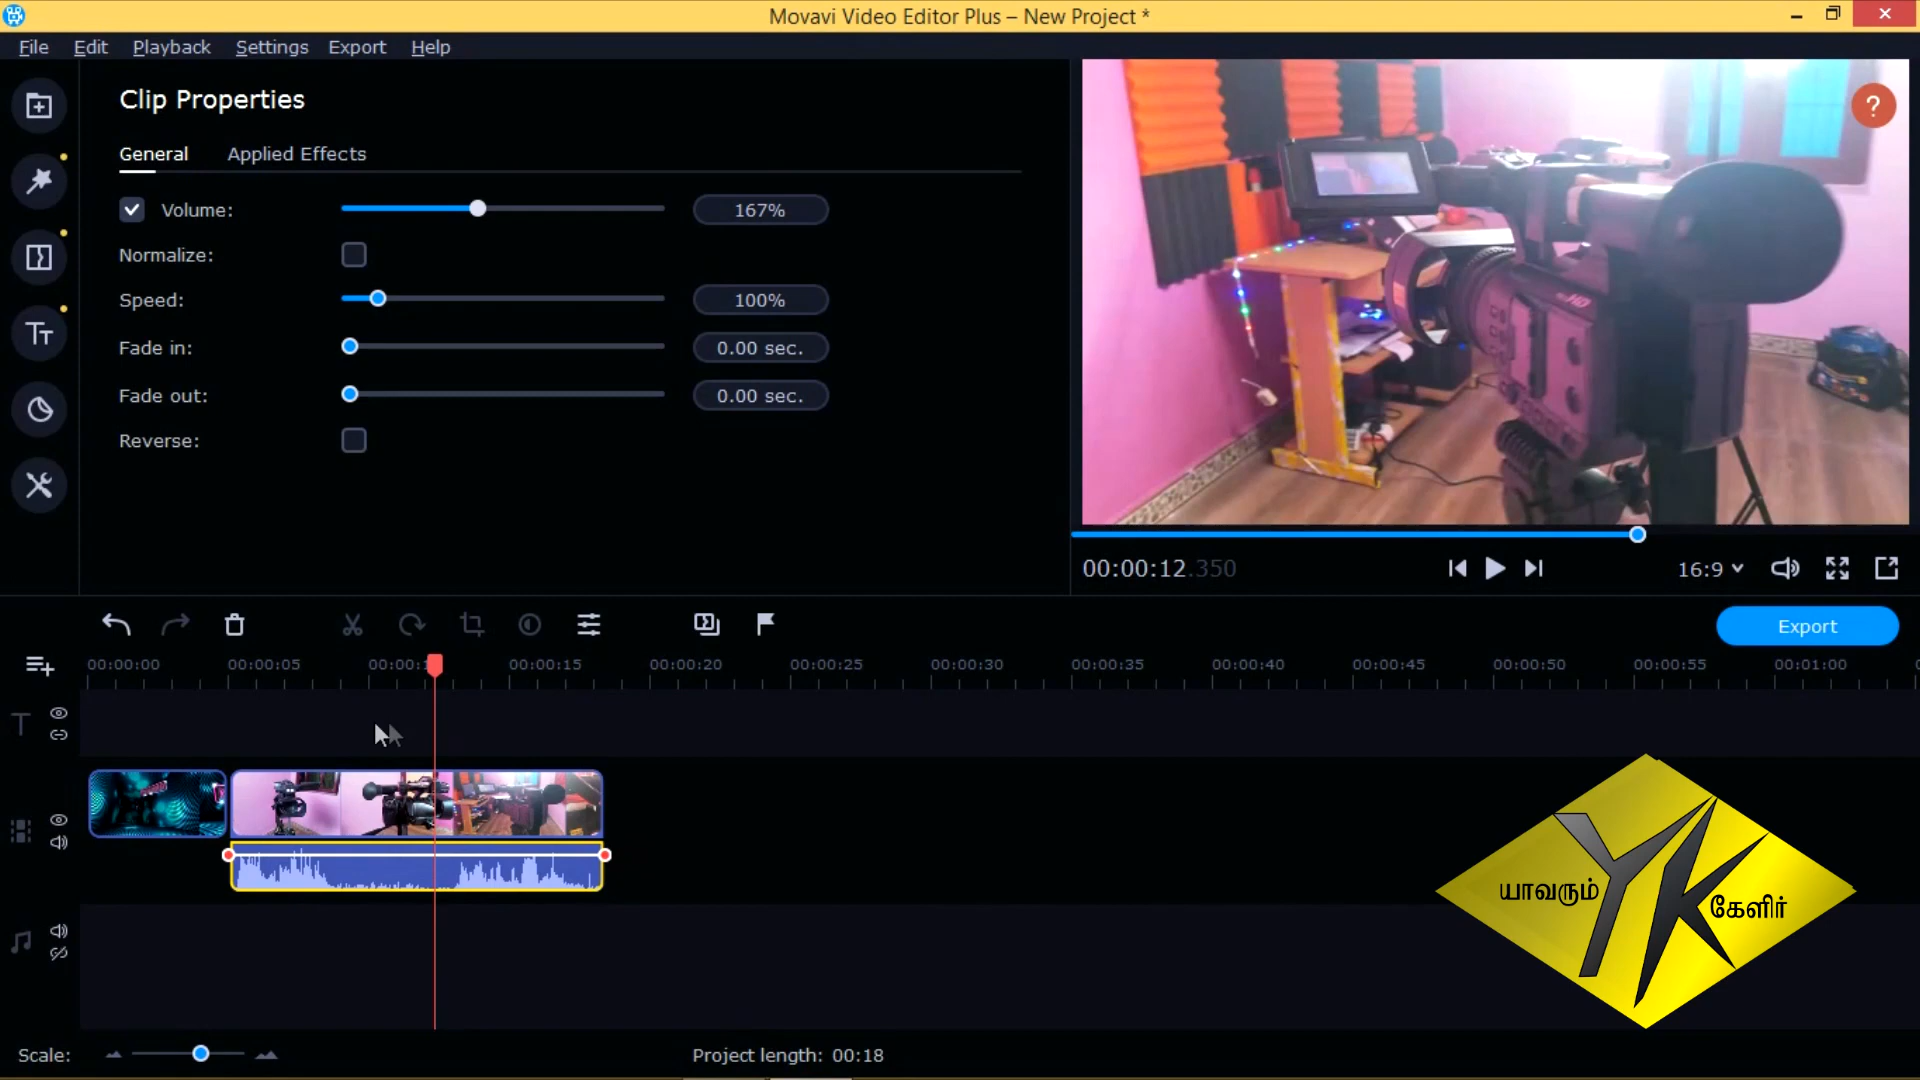 Movavi Video Editor Plus – New Project *
File Edit Playback Settings Export Help
Clip Properties
General Applied Effects
Volume: 167%
Normalize:
Speed: 100%
Fade in: 0.00 sec.
Fade out: 0.00 sec.
Reverse:
?
HD
00:00:12.350
16:9
Export
00:00:00 00:00:05 00:00:1 00:00:15 00:00:20 00:00:25 00:00:30 00:00:35 00:00:40 00:00:45 00:00:50 00:00:55 00:01:00
யாவரும் YK கேளிர்
Scale:
Project length: 00:18